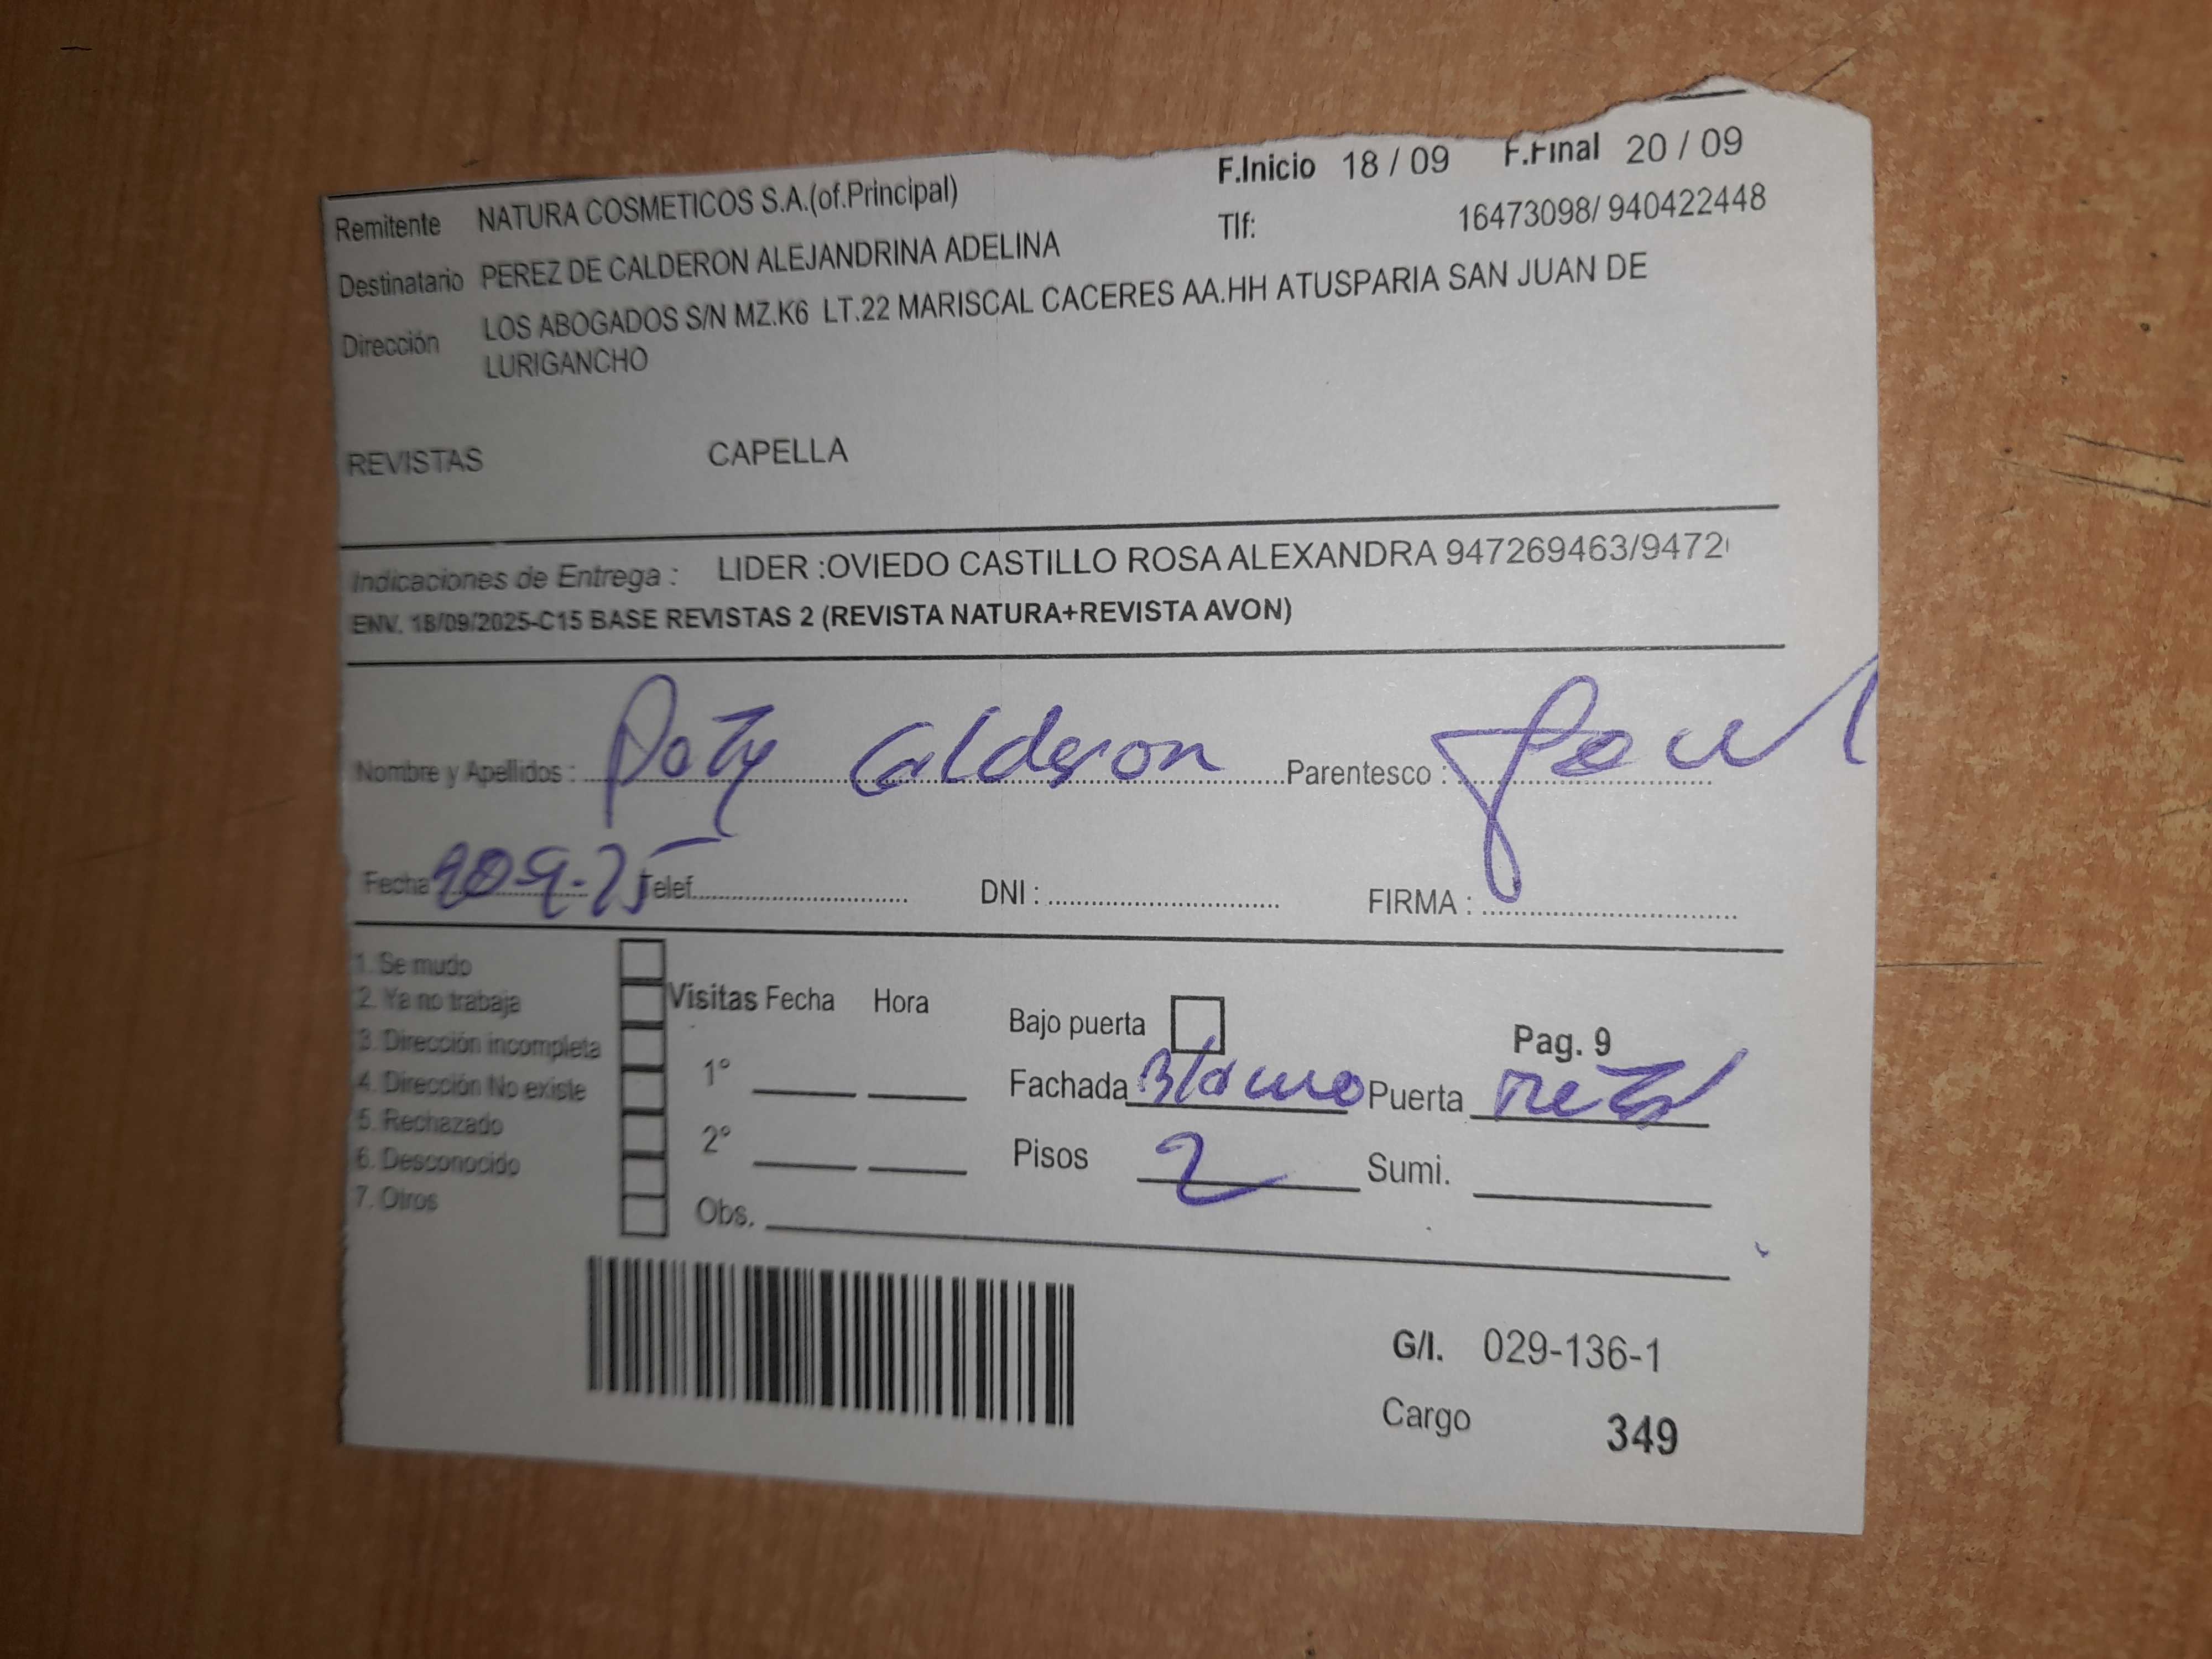 F.Inicio 18 / 09 F.Final 20 / 09
Remitente NATURA COSMETICOS S.A.(of.Principal)
Tlf: 16473098/ 940422448
Destinatario PEREZ DE CALDERON ALEJANDRINA ADELINA
Dirección LOS ABOGADOS S/N MZ.K6 LT.22 MARISCAL CACERES AA.HH ATUSPARIA SAN JUAN DE
LURIGANCHO
REVISTAS CAPELLA
Indicaciones de Entrega : LIDER :OVIEDO CASTILLO ROSA ALEXANDRA 947269463/9472
ENV. 18/09/2025-C15 BASE REVISTAS 2 (REVISTA NATURA+REVISTA AVON)
Nombre y Apellidos : Paty Calderon Parentesco :
Fecha Telef. DNI : FIRMA :
1. Se mudo
2. Ya no trabaja
3. Dirección incompleta
4. Dirección No existe
5. Rechazado
6. Desconocido
7. Otros
Visitas Fecha Hora
1°
2°
Obs.
Bajo puerta Pag. 9
Fachada Blanco Puerta Metal
Pisos 2 Sumi.
G/I. 029-136-1
Cargo 349